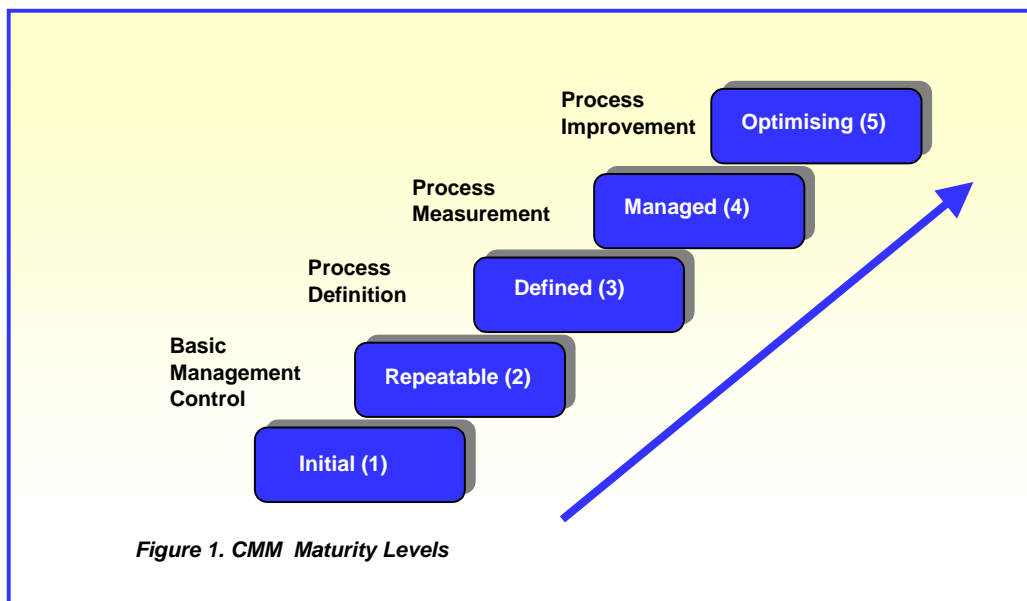 Process
Improvement
Optimising (5)
Process
Measurement
Managed (4)
Process
Definition
Defined (3)
Basic
Management
Control
Repeatable (2)
Initial (1)
Figure 1. CMM Maturity Levels